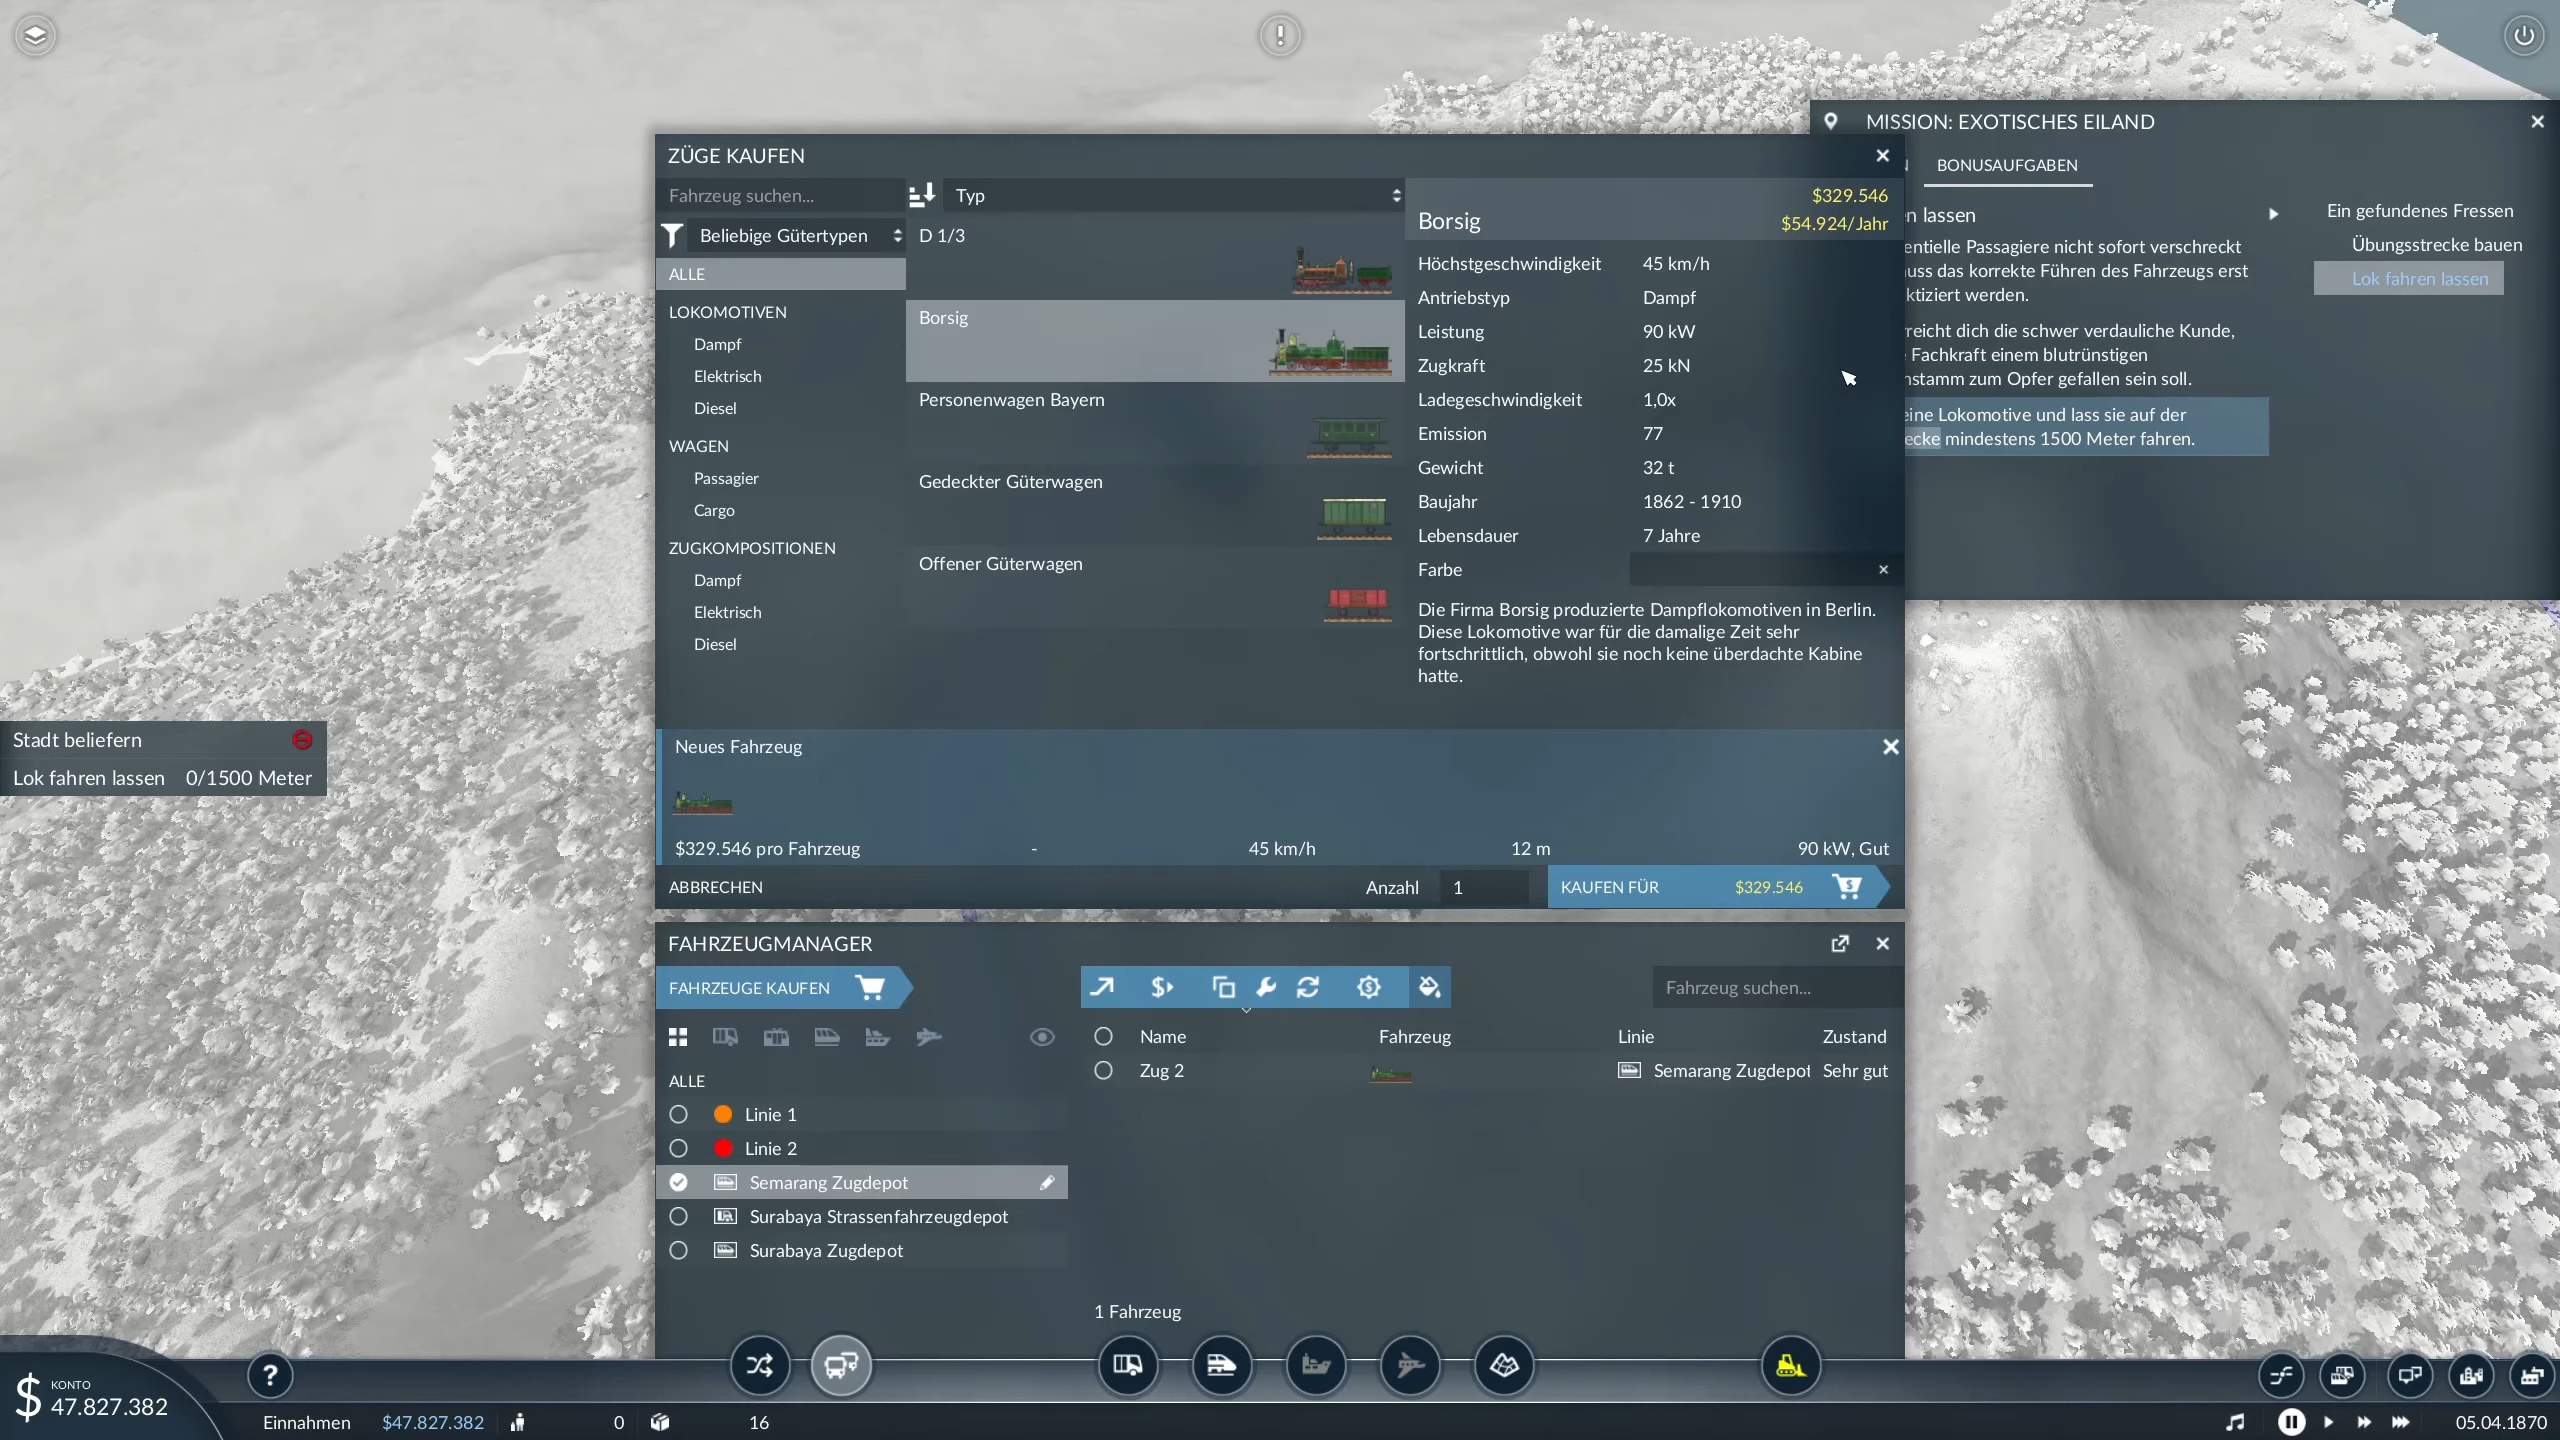 MISSION: EXOTISCHES EILAND
BONUSAUFGABEN
en lassen
entielle Passagiere nicht sofort verschreckt
uss das korrekte Führen des Fahrzeugs erst
ktiziert werden.
reicht dich die schwer verdauliche Kunde,
Fachkraft einem blutrünstigen
nstamm zum Opfer gefallen sein soll.
eine Lokomotive und lass sie auf der
ecke mindestens 1500 Meter fahren.
Ein gefundenes Fressen
Übungsstrecke bauen
Lok fahren lassen
ZÜGE KAUFEN
Fahrzeug suchen...
Typ
Beliebige Gütertypen
ALLE
LOKOMOTIVEN
Dampf
Elektrisch
Diesel
WAGEN
Passagier
Cargo
ZUGKOMPOSITIONEN
Dampf
Elektrisch
Diesel
D 1/3
Borsig
Personenwagen Bayern
Gedeckter Güterwagen
Offener Güterwagen
$329.546
Borsig
$54.924/Jahr
Höchstgeschwindigkeit 45 km/h
Antriebstyp Dampf
Leistung 90 kW
Zugkraft 25 kN
Ladegeschwindigkeit 1,0x
Emission 77
Gewicht 32 t
Baujahr 1862 - 1910
Lebensdauer 7 Jahre
Farbe
Die Firma Borsig produzierte Dampflokomotiven in Berlin.
Diese Lokomotive war für die damalige Zeit sehr
fortschrittlich, obwohl sie noch keine überdachte Kabine
hatte.
Stadt beliefern
Lok fahren lassen 0/1500 Meter
Neues Fahrzeug
$329.546 pro Fahrzeug - 45 km/h 12 m 90 kW, Gut
ABBRECHEN Anzahl 1 KAUFEN FÜR $329.546
FAHRZEUGMANAGER
FAHRZEUGE KAUFEN
Fahrzeug suchen...
ALLE
Linie 1
Linie 2
Semarang Zugdepot
Surabaya Strassenfahrzeugdepot
Surabaya Zugdepot
Name Fahrzeug Linie Zustand
Zug 2 Semarang Zugdepot Sehr gut
1 Fahrzeug
KONTO
$ 47.827.382
?
Einnahmen $47.827.382 0 16
05.04.1870